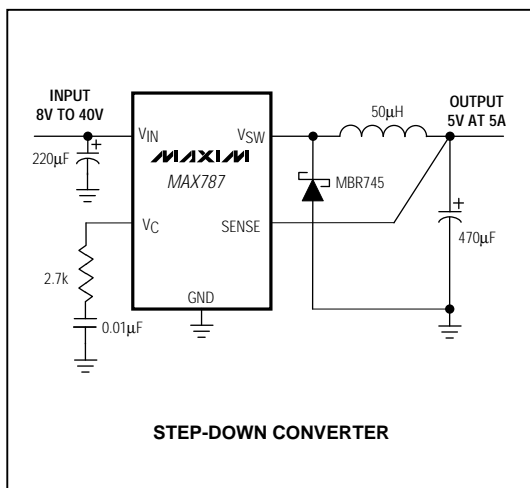 INPUT
8V TO 40V
VIN
220μF
+
MAXIM
MAX787
VSW
50μH
OUTPUT
5V AT 5A
MBR745
+
470μF
VC
SENSE
2.7k
GND
0.01μF
STEP-DOWN CONVERTER